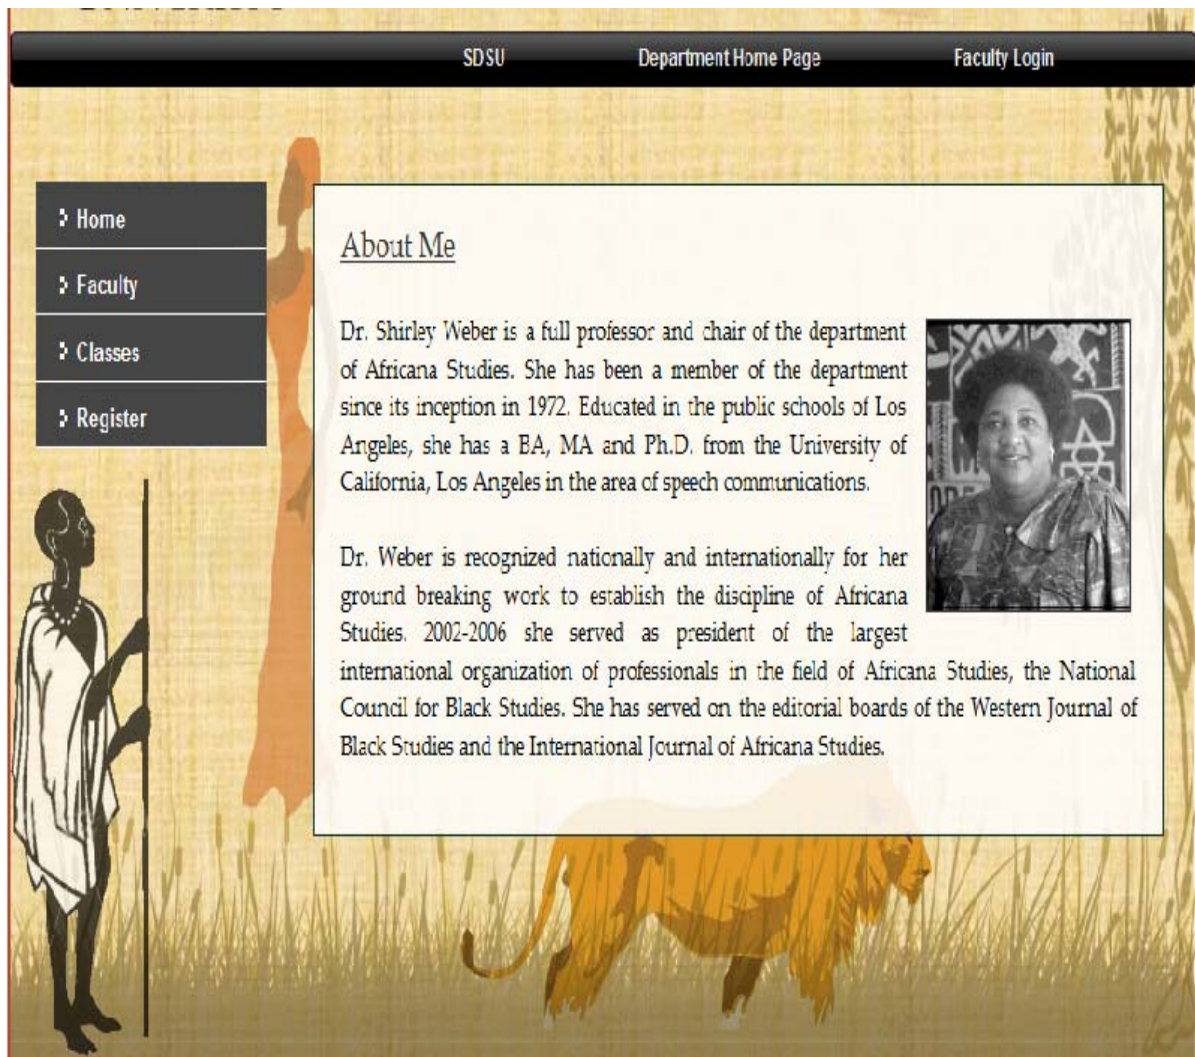 SDSU Department Home Page Faculty Login
Home
Faculty
Classes
Register
About Me
Dr. Shirley Weber is a full professor and chair of the department
of Africana Studies. She has been a member of the department
since its inception in 1972. Educated in the public schools of Los
Angeles, she has a BA, MA and Ph.D. from the University of
California, Los Angeles in the area of speech communications.
Dr. Weber is recognized nationally and internationally for her
ground breaking work to establish the discipline of Africana
Studies. 2002-2006 she served as president of the largest
international organization of professionals in the field of Africana Studies, the National
Council for Black Studies. She has served on the editorial boards of the Western Journal of
Black Studies and the International Journal of Africana Studies.